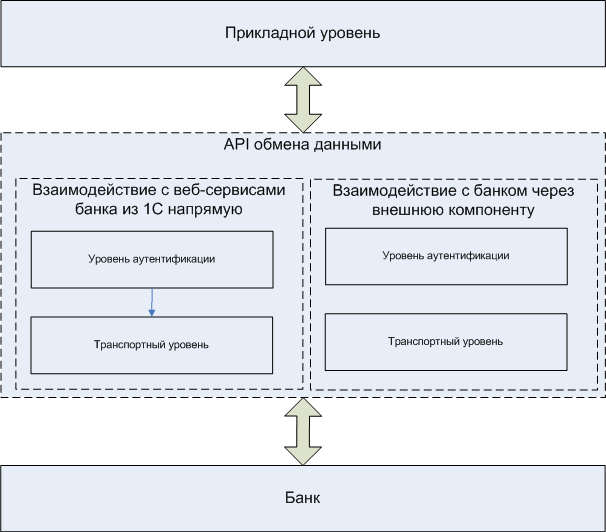 Прикладной уровень
API обмена данными
Взаимодействие с веб-сервисами
банка из 1С напрямую
Уровень аутентификации
Транспортный уровень
Взаимодействие с банком через
внешнюю компоненту
Уровень аутентификации
Транспортный уровень
Банк